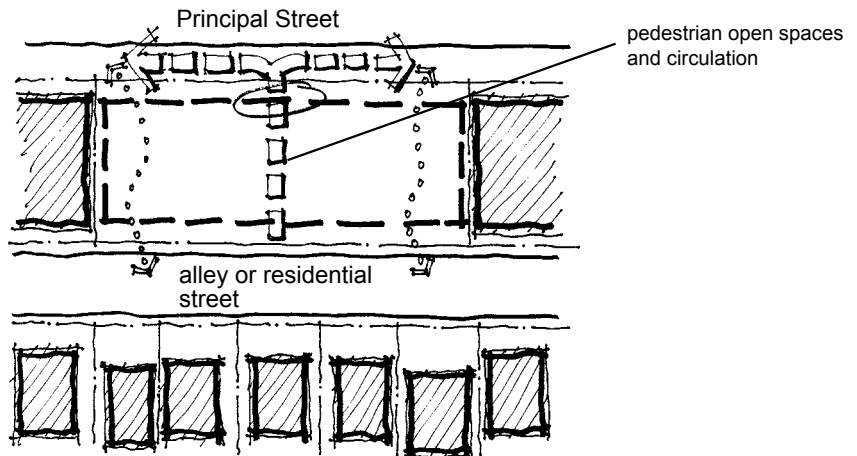 Principal Street
pedestrian open spaces
and circulation
alley or residential
street